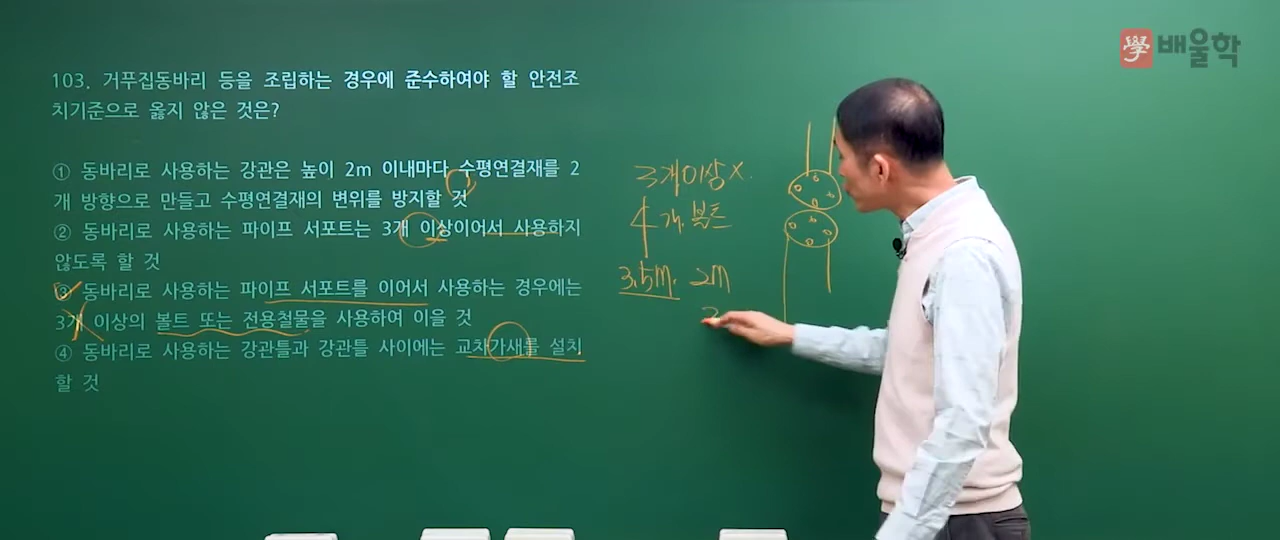 學 배울학
103. 거푸집동바리 등을 조립하는 경우에 준수하여야 할 안전조
치기준으로 옳지 않은 것은?
① 동바리로 사용하는 강관은 높이 2m 이내마다 수평연결재를 2
개 방향으로 만들고 수평연결재의 변위를 방지할 것
② 동바리로 사용하는 파이프 서포트는 3개 이상이어서 사용하지
않도록 할 것
③ 동바리로 사용하는 파이프 서포트를 이어서 사용하는 경우에는
3개 이상의 볼트 또는 전용철물을 사용하여 이을 것
④ 동바리로 사용하는 강관틀과 강관틀 사이에는 교차가새를 설치
할 것
3개이상 X.
4개. 볼트
3.5m. 2m
2